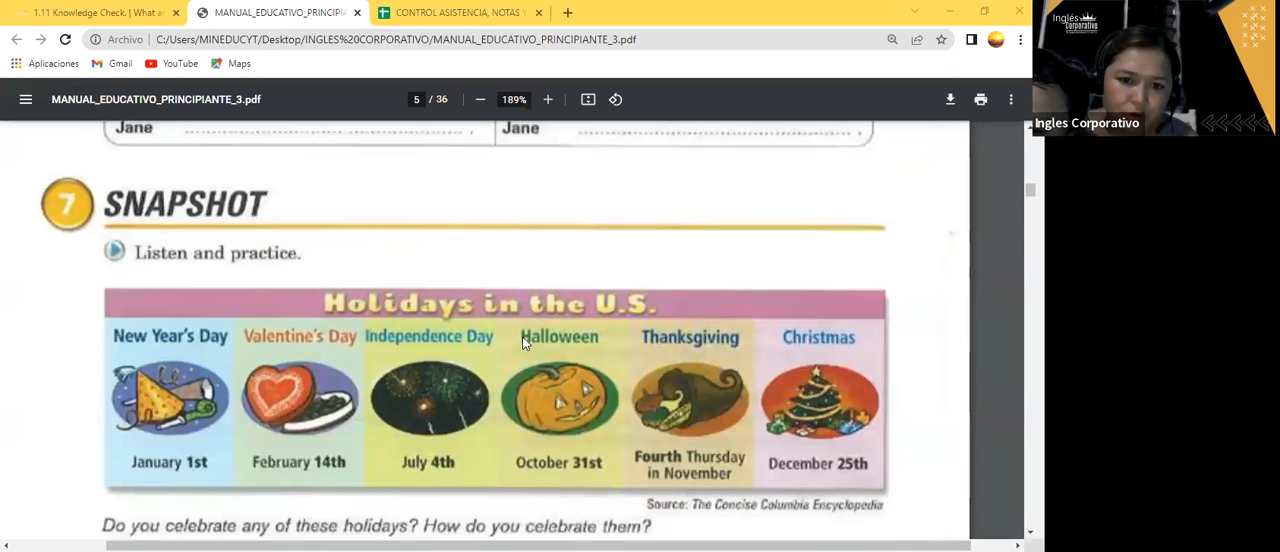 1.11 Knowledge Check. | What a
MANUAL_EDUCATIVO_PRINCIPIA
CONTROL ASISTENCIA, NOTAS Y
Archivo
C:/Users/MINEDUCYT/Desktop/INGLES%20CORPORATIVO/MANUAL_EDUCATIVO_PRINCIPIANTE_3.pdf
Aplicaciones
Gmail
YouTube
Maps
MANUAL_EDUCATIVO_PRINCIPIANTE_3.pdf
5 / 36
189%
Inglés
Corporativo
Ingles Corporativo
Jane
Jane
7 SNAPSHOT
Listen and practice.
Holidays in the U.S.
New Year's Day
Valentine's Day
Independence Day
Halloween
Thanksgiving
Christmas
January 1st
February 14th
July 4th
October 31st
Fourth Thursday
in November
December 25th
Source: The Concise Columbia Encyclopedia
Do you celebrate any of these holidays? How do you celebrate them?